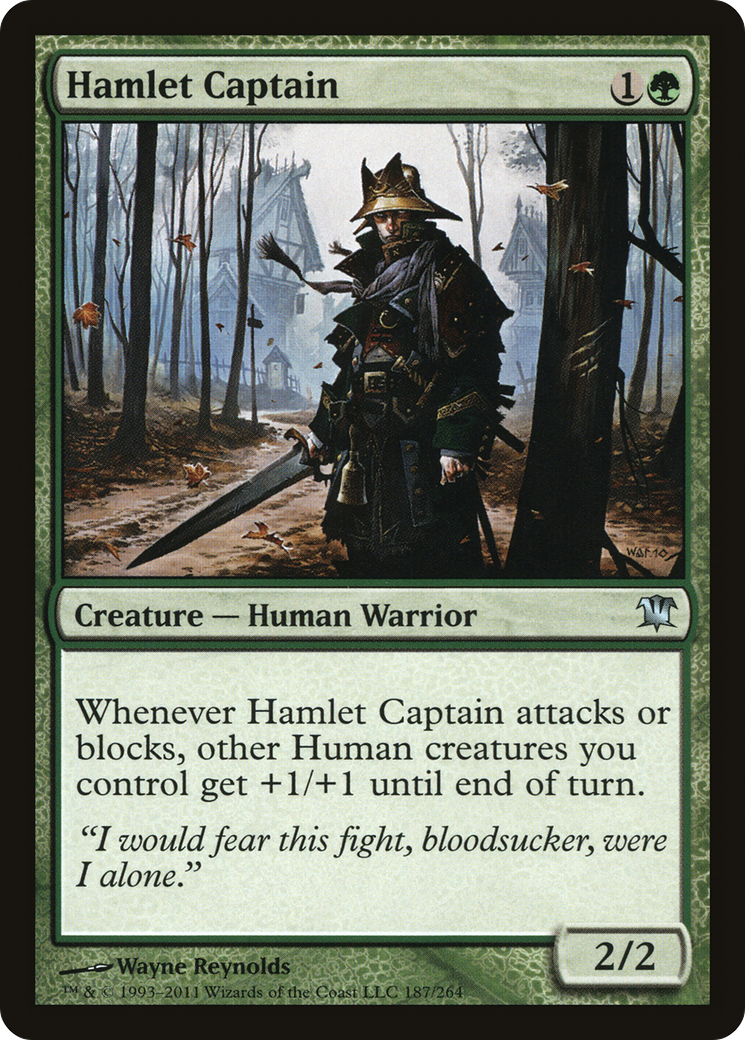 Hamlet Captain 1
WAR 10
Creature — Human Warrior
Whenever Hamlet Captain attacks or
blocks, other Human creatures you
control get +1/+1 until end of turn.
“I would fear this fight, bloodsucker, were
I alone.”
2/2
Wayne Reynolds
™ & © 1993–2011 Wizards of the Coast LLC 187/264